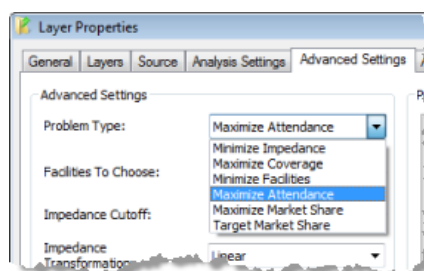 Layer Properties
General Layers Source Analysis Settings Advanced Settings
Advanced Settings
Problem Type: Maximize Attendance
Minimize Impedance
Maximize Coverage
Facilities To Choose: Minimize Facilities
Maximize Attendance
Impedance Cutoff: Maximize Market Share
Target Market Share
Impedance
Transformation Linear